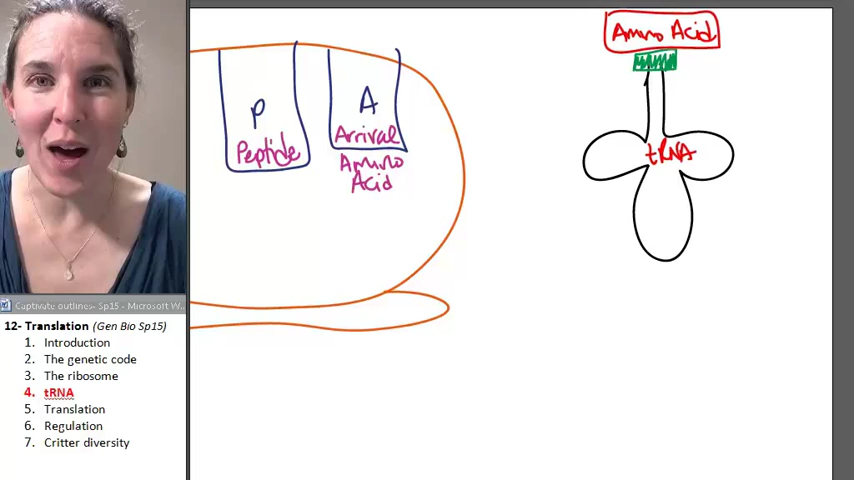 Amino Acid
P
A
Peptide
Arrival
Amino
Acid
tRNA
Captivate outlines- Sp15 - Microsoft W
12- Translation (Gen Bio Sp15)
1. Introduction
2. The genetic code
3. The ribosome
4. tRNA
5. Translation
6. Regulation
7. Critter diversity